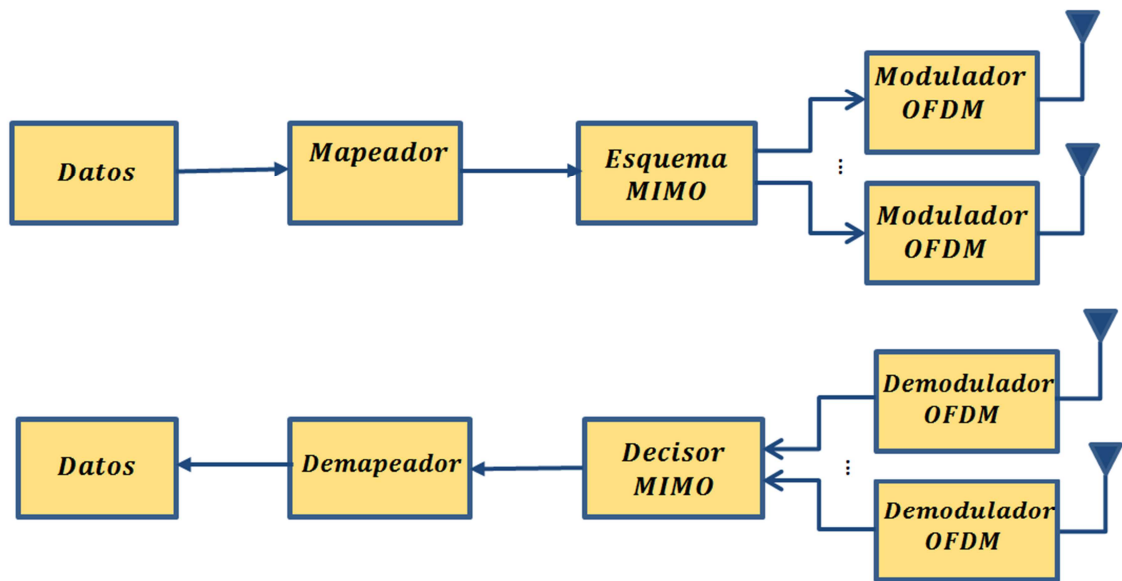 Datos
Mapeador
Esquema
MIMO
Modulador
OFDM
⋮
Modulador
OFDM
Datos
Demapeador
Decisor
MIMO
Demodulador
OFDM
⋮
Demodulador
OFDM